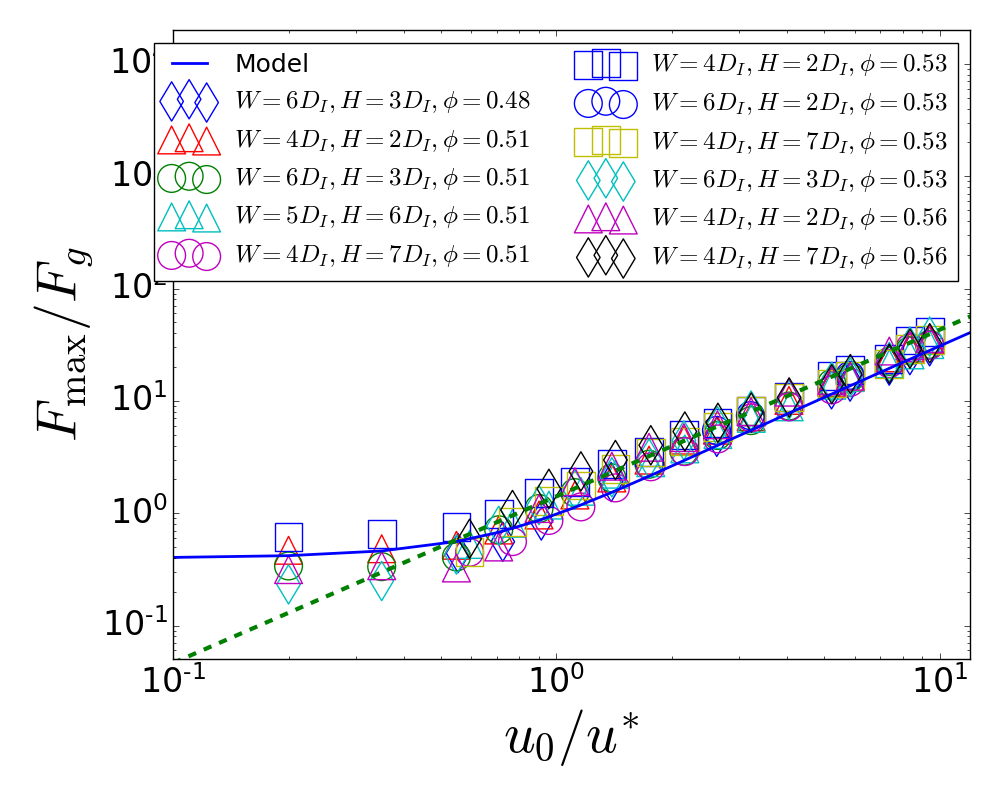 Model
W = 6D_I, H = 3D_I, ϕ = 0.48
W = 4D_I, H = 2D_I, ϕ = 0.51
W = 6D_I, H = 3D_I, ϕ = 0.51
W = 5D_I, H = 6D_I, ϕ = 0.51
W = 4D_I, H = 7D_I, ϕ = 0.51
W = 4D_I, H = 2D_I, ϕ = 0.53
W = 6D_I, H = 2D_I, ϕ = 0.53
W = 4D_I, H = 7D_I, ϕ = 0.53
W = 6D_I, H = 3D_I, ϕ = 0.53
W = 4D_I, H = 2D_I, ϕ = 0.56
W = 4D_I, H = 7D_I, ϕ = 0.56
F_max/F_g
10^1
10^0
10^-1
10^-1
10^0
10^1
u_0/u^*